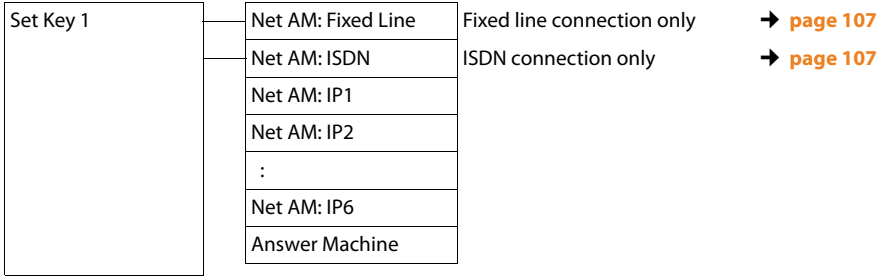 Set Key 1 Net AM: Fixed Line Fixed line connection only ➔ page 107
Net AM: ISDN ISDN connection only ➔ page 107
Net AM: IP1
Net AM: IP2
:
Net AM: IP6
Answer Machine